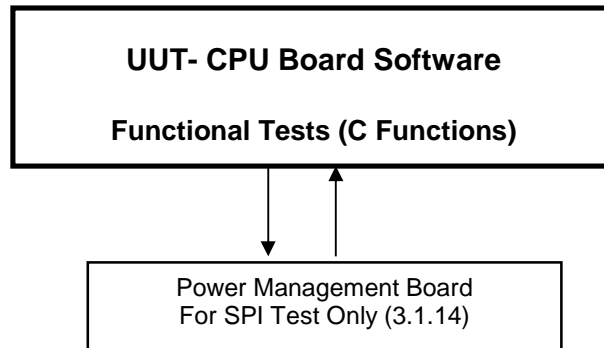 UUT- CPU Board Software
Functional Tests (C Functions)
Power Management Board
For SPI Test Only (3.1.14)